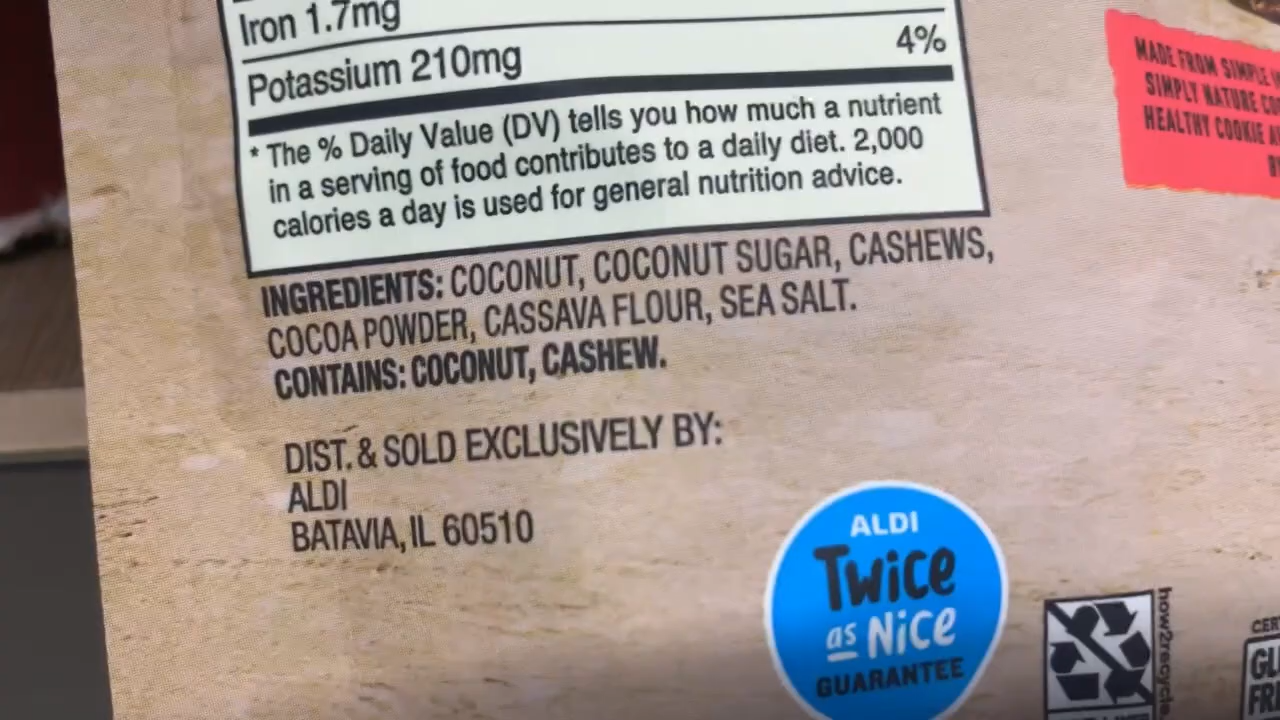 Iron 1.7mg
Potassium 210mg 4%
* The % Daily Value (DV) tells you how much a nutrient
in a serving of food contributes to a daily diet. 2,000
calories a day is used for general nutrition advice.
INGREDIENTS: COCONUT, COCONUT SUGAR, CASHEWS,
COCOA POWDER, CASSAVA FLOUR, SEA SALT.
CONTAINS: COCONUT, CASHEW.
DIST. & SOLD EXCLUSIVELY BY:
ALDI
BATAVIA, IL 60510
MADE FROM SIMPLE
SIMPLY NATURE
HEALTHY COOKIE
ALDI
Twice
as Nice
GUARANTEE
how2recycle